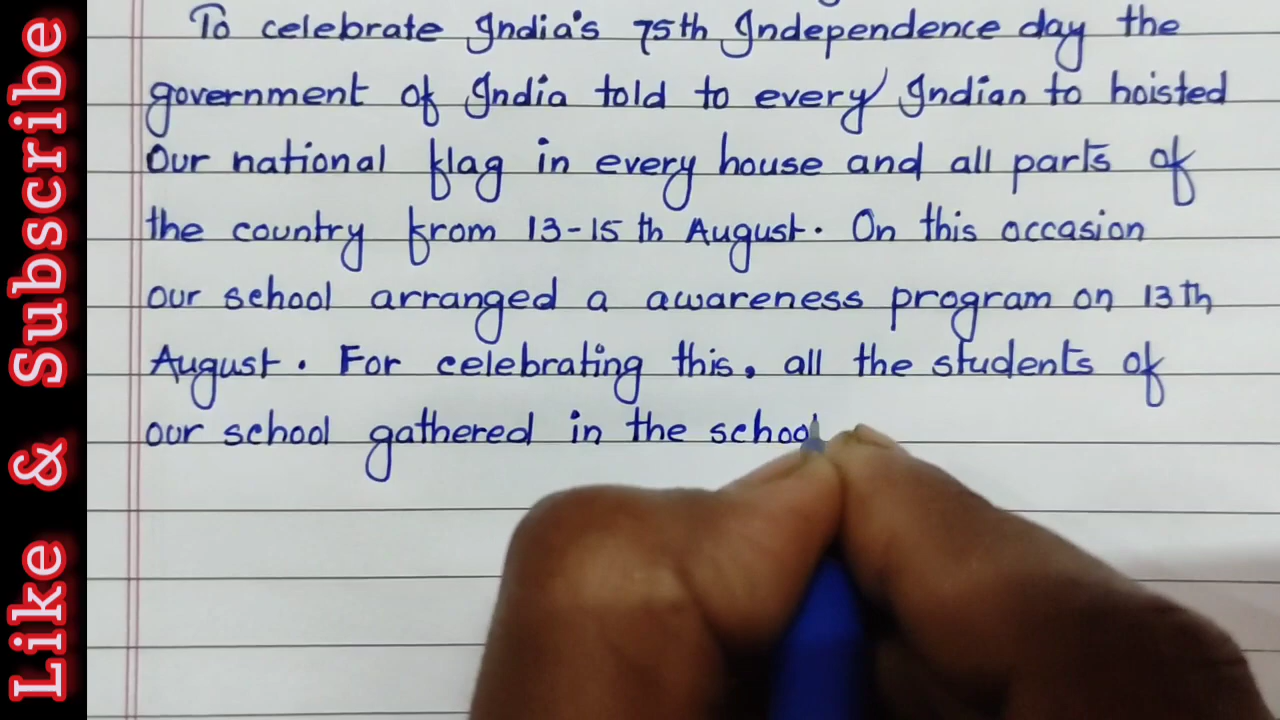 To celebrate India's 75th Independence day the
government of India told to every Indian to hoisted
Our national flag in every house and all parts of
the country from 13-15 th August. On this occasion
our school arranged a awareness program on 13th
August. For celebrating this, all the students of
our school gathered in the school
Like & Subscribe